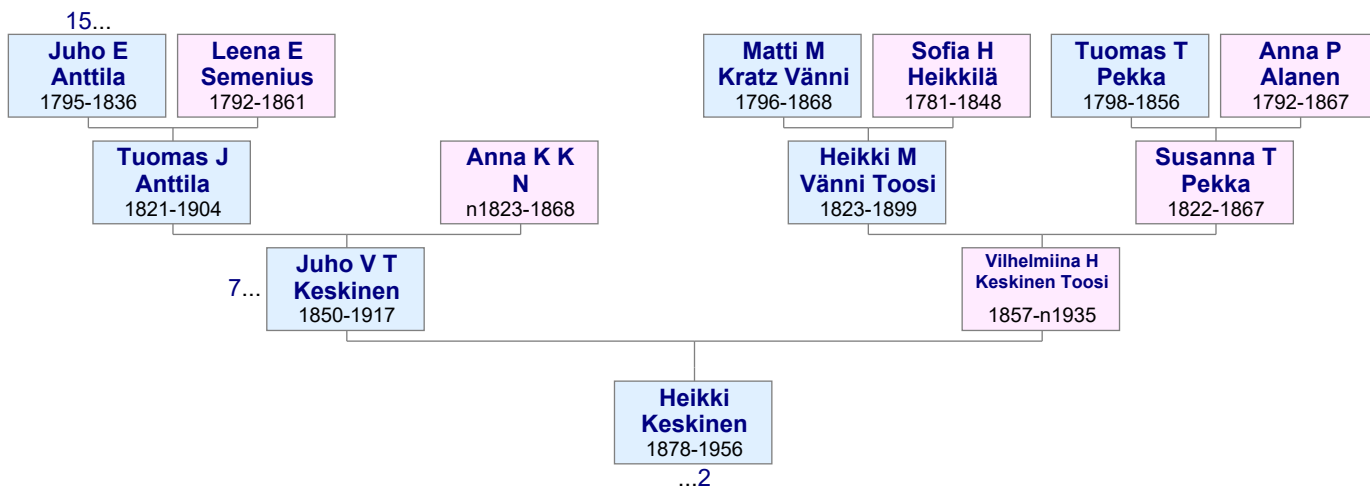 15...
Juho E
Anttila
1795-1836
Leena E
Semenius
1792-1861
Matti M
Kratz Vänni
1796-1868
Sofia H
Heikkilä
1781-1848
Tuomas T
Pekka
1798-1856
Anna P
Alanen
1792-1867
Tuomas J
Anttila
1821-1904
Anna K K
N
n1823-1868
Heikki M
Vänni Toosi
1823-1899
Susanna T
Pekka
1822-1867
7...
Juho V T
Keskinen
1850-1917
Vilhelmiina H
Keskinen Toosi
1857-n1935
Heikki
Keskinen
1878-1956
...2